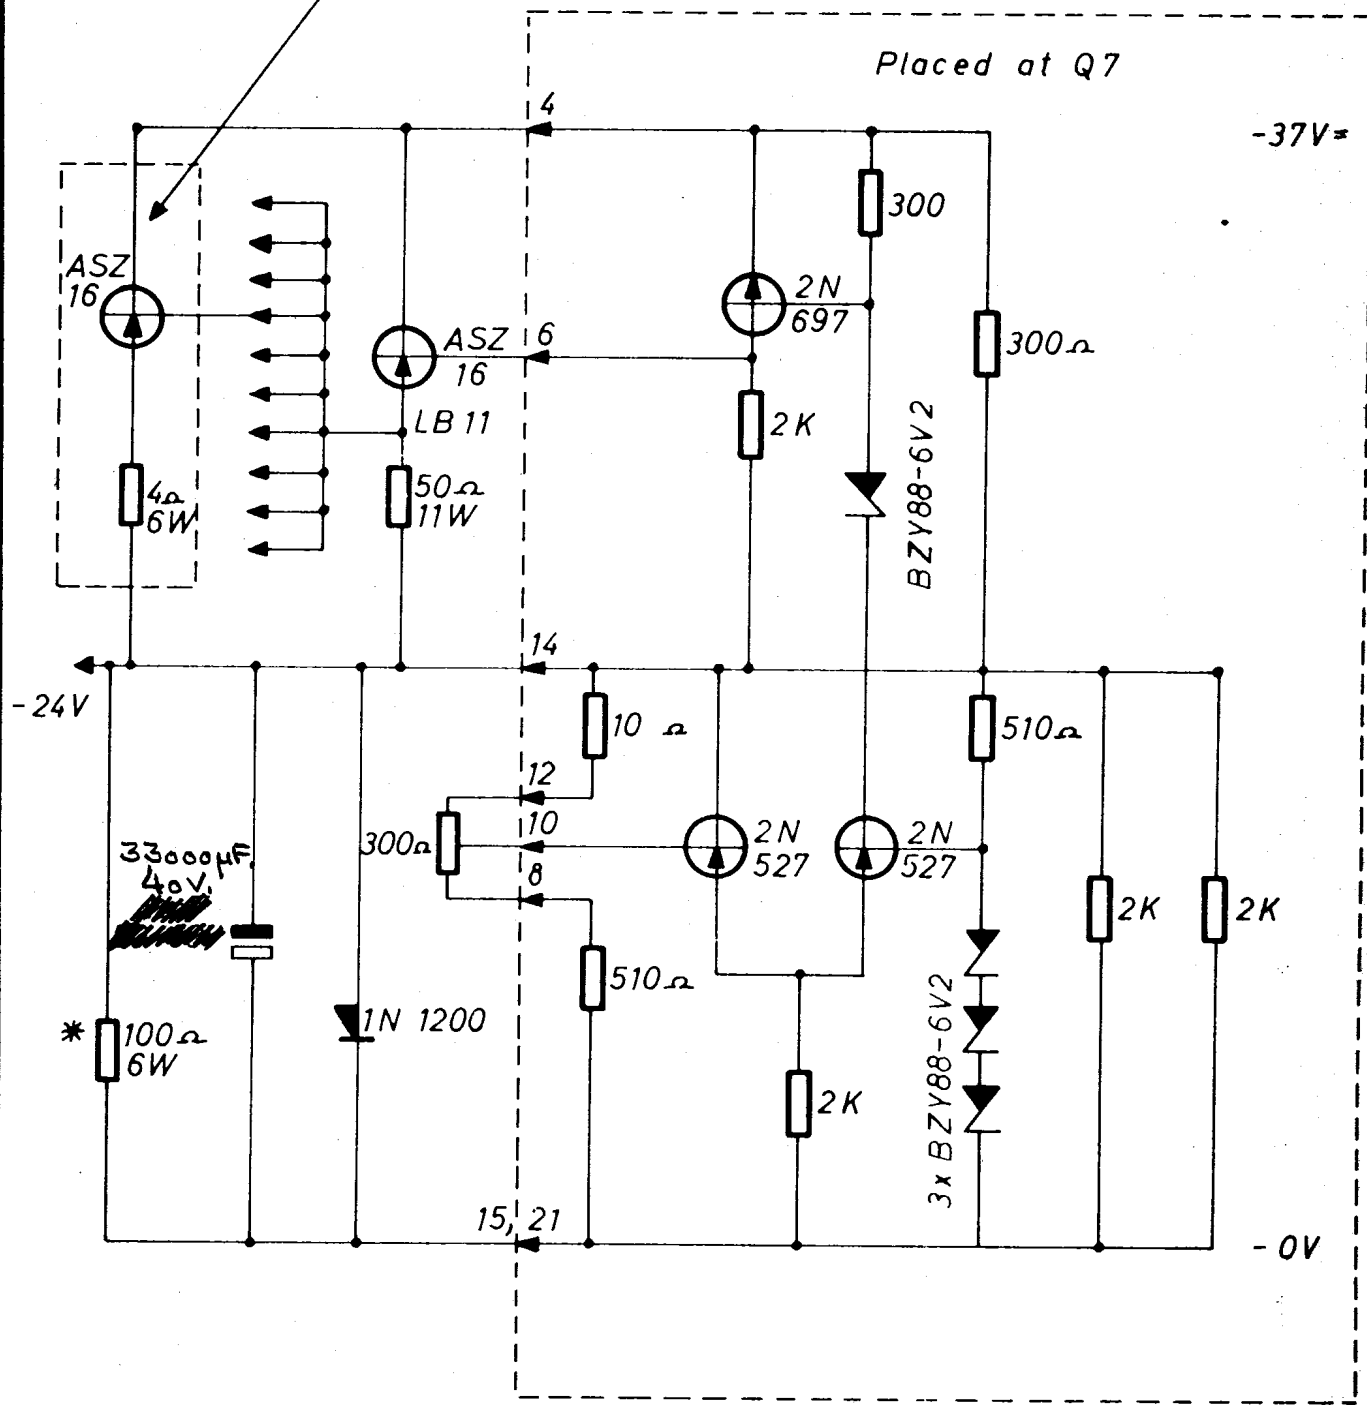 Placed at Q7
4
-37V=
300
ASZ
16
2N
697
ASZ
16
6
300Ω
LB 11
2K
BZY88-6V2
4Ω
6W
50Ω
11W
14
-24V
10 Ω
510Ω
12
10
300Ω
2N
527
2N
527
33000µF
40V.
8
2K
2K
510Ω
3x BZY88-6V2
* 100Ω
6W
1N 1200
2K
15, 21
-0V